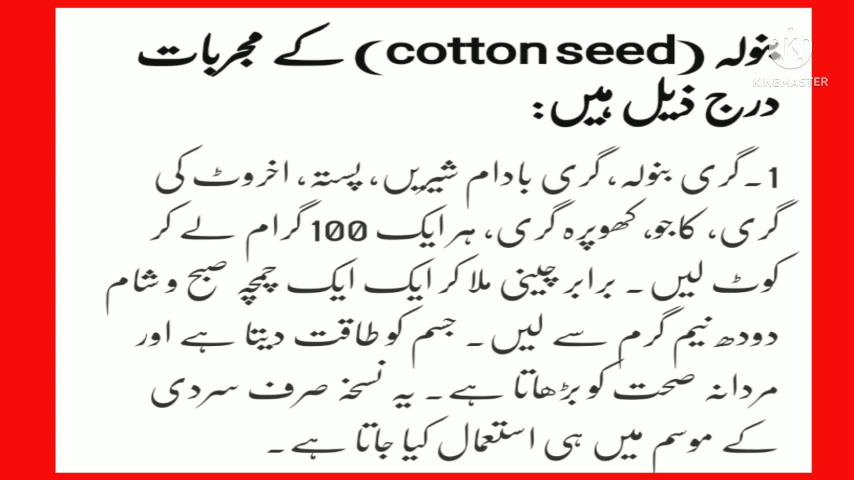 بنولہ (cotton seed) کے مجربات
درج ذیل ہیں:
1۔گری بنولہ، گری بادام شیریں، پستہ، اخروٹ کی
گری، کاجو، کھوپرہ گری، ہر ایک 100 گرام لے کر
کوٹ لیں۔ برابر چینی ملا کر ایک ایک چمچہ صبح و شام
دودھ نیم گرم سے لیں۔ جسم کو طاقت دیتا ہے اور
مردانہ صحت کو بڑھاتا ہے۔ یہ نسخہ صرف سردی
کے موسم میں ہی استعمال کیا جاتا ہے۔
KINEMASTER